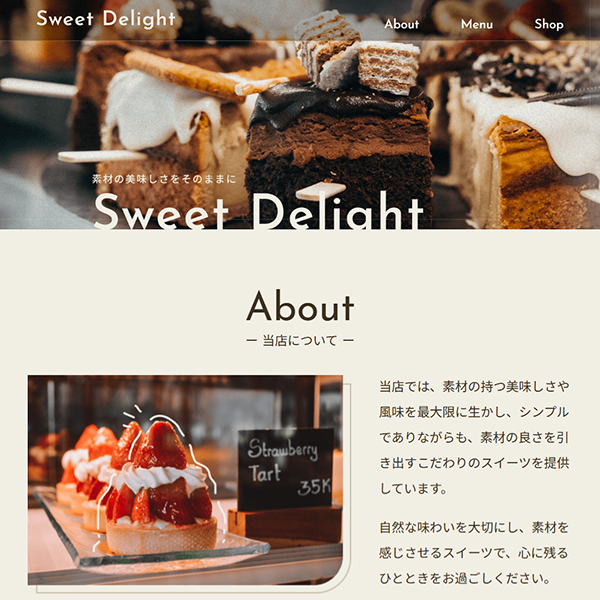 Sweet Delight
About Menu Shop
素材の美味しさをそのままに
Sweet Delight
About
ー 当店について ー
当店では、素材の持つ美味しさや
風味を最大限に生かし、シンプル
でありながらも、素材の良さを引
き出すこだわりのスイーツを提供
しています。
自然な味わいを大切にし、素材を
感じさせるスイーツで、心に残る
ひとときをお過ごしください。
Strawberry
Tart
35K